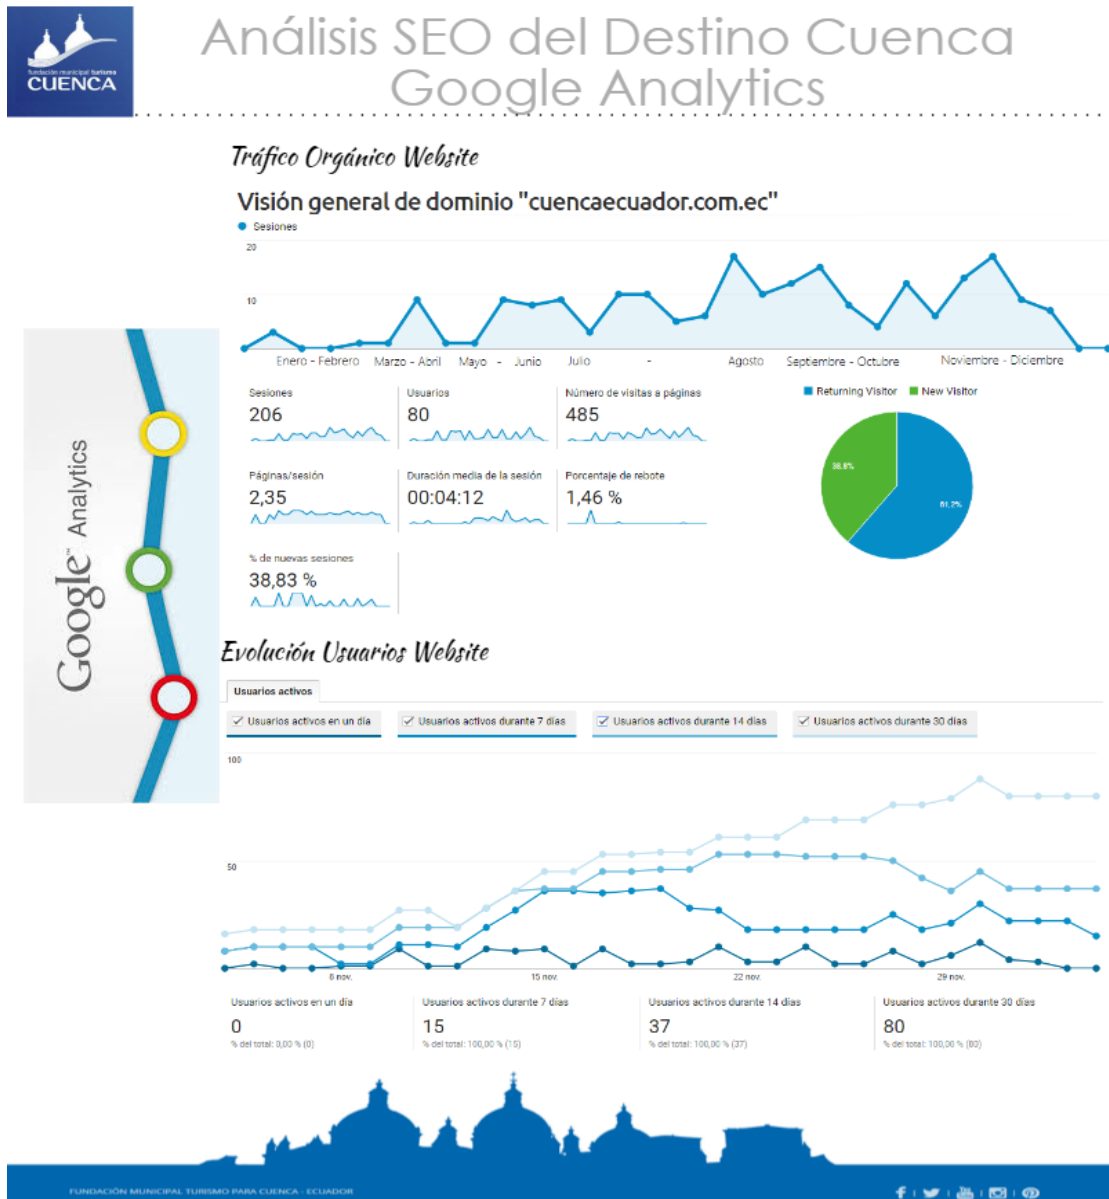 fundación municipal turismo
CUENCA
Análisis SEO del Destino Cuenca
Google Analytics
Tráfico Orgánico Website
Visión general de dominio "cuencaecuador.com.ec"
Sesiones
20
10
Enero - Febrero Marzo - Abril Mayo - Junio Julio - Agosto Septiembre - Octubre Noviembre - Diciembre
Sesiones
206
Usuarios
80
Número de visitas a páginas
485
Returning Visitor New Visitor
38,8%
61,2%
Páginas/sesión
2,35
Duración media de la sesión
00:04:12
Porcentaje de rebote
1,46 %
% de nuevas sesiones
38,83 %
Google™ Analytics
Evolución Usuarios Website
Usuarios activos
Usuarios activos en un día
Usuarios activos durante 7 días
Usuarios activos durante 14 días
Usuarios activos durante 30 días
100
50
8 nov. 15 nov. 22 nov. 29 nov.
Usuarios activos en un día
0
% del total: 0,00 % (0)
Usuarios activos durante 7 días
15
% del total: 100,00 % (15)
Usuarios activos durante 14 días
37
% del total: 100,00 % (37)
Usuarios activos durante 30 días
80
% del total: 100,00 % (80)
FUNDACIÓN MUNICIPAL TURISMO PARA CUENCA - ECUADOR